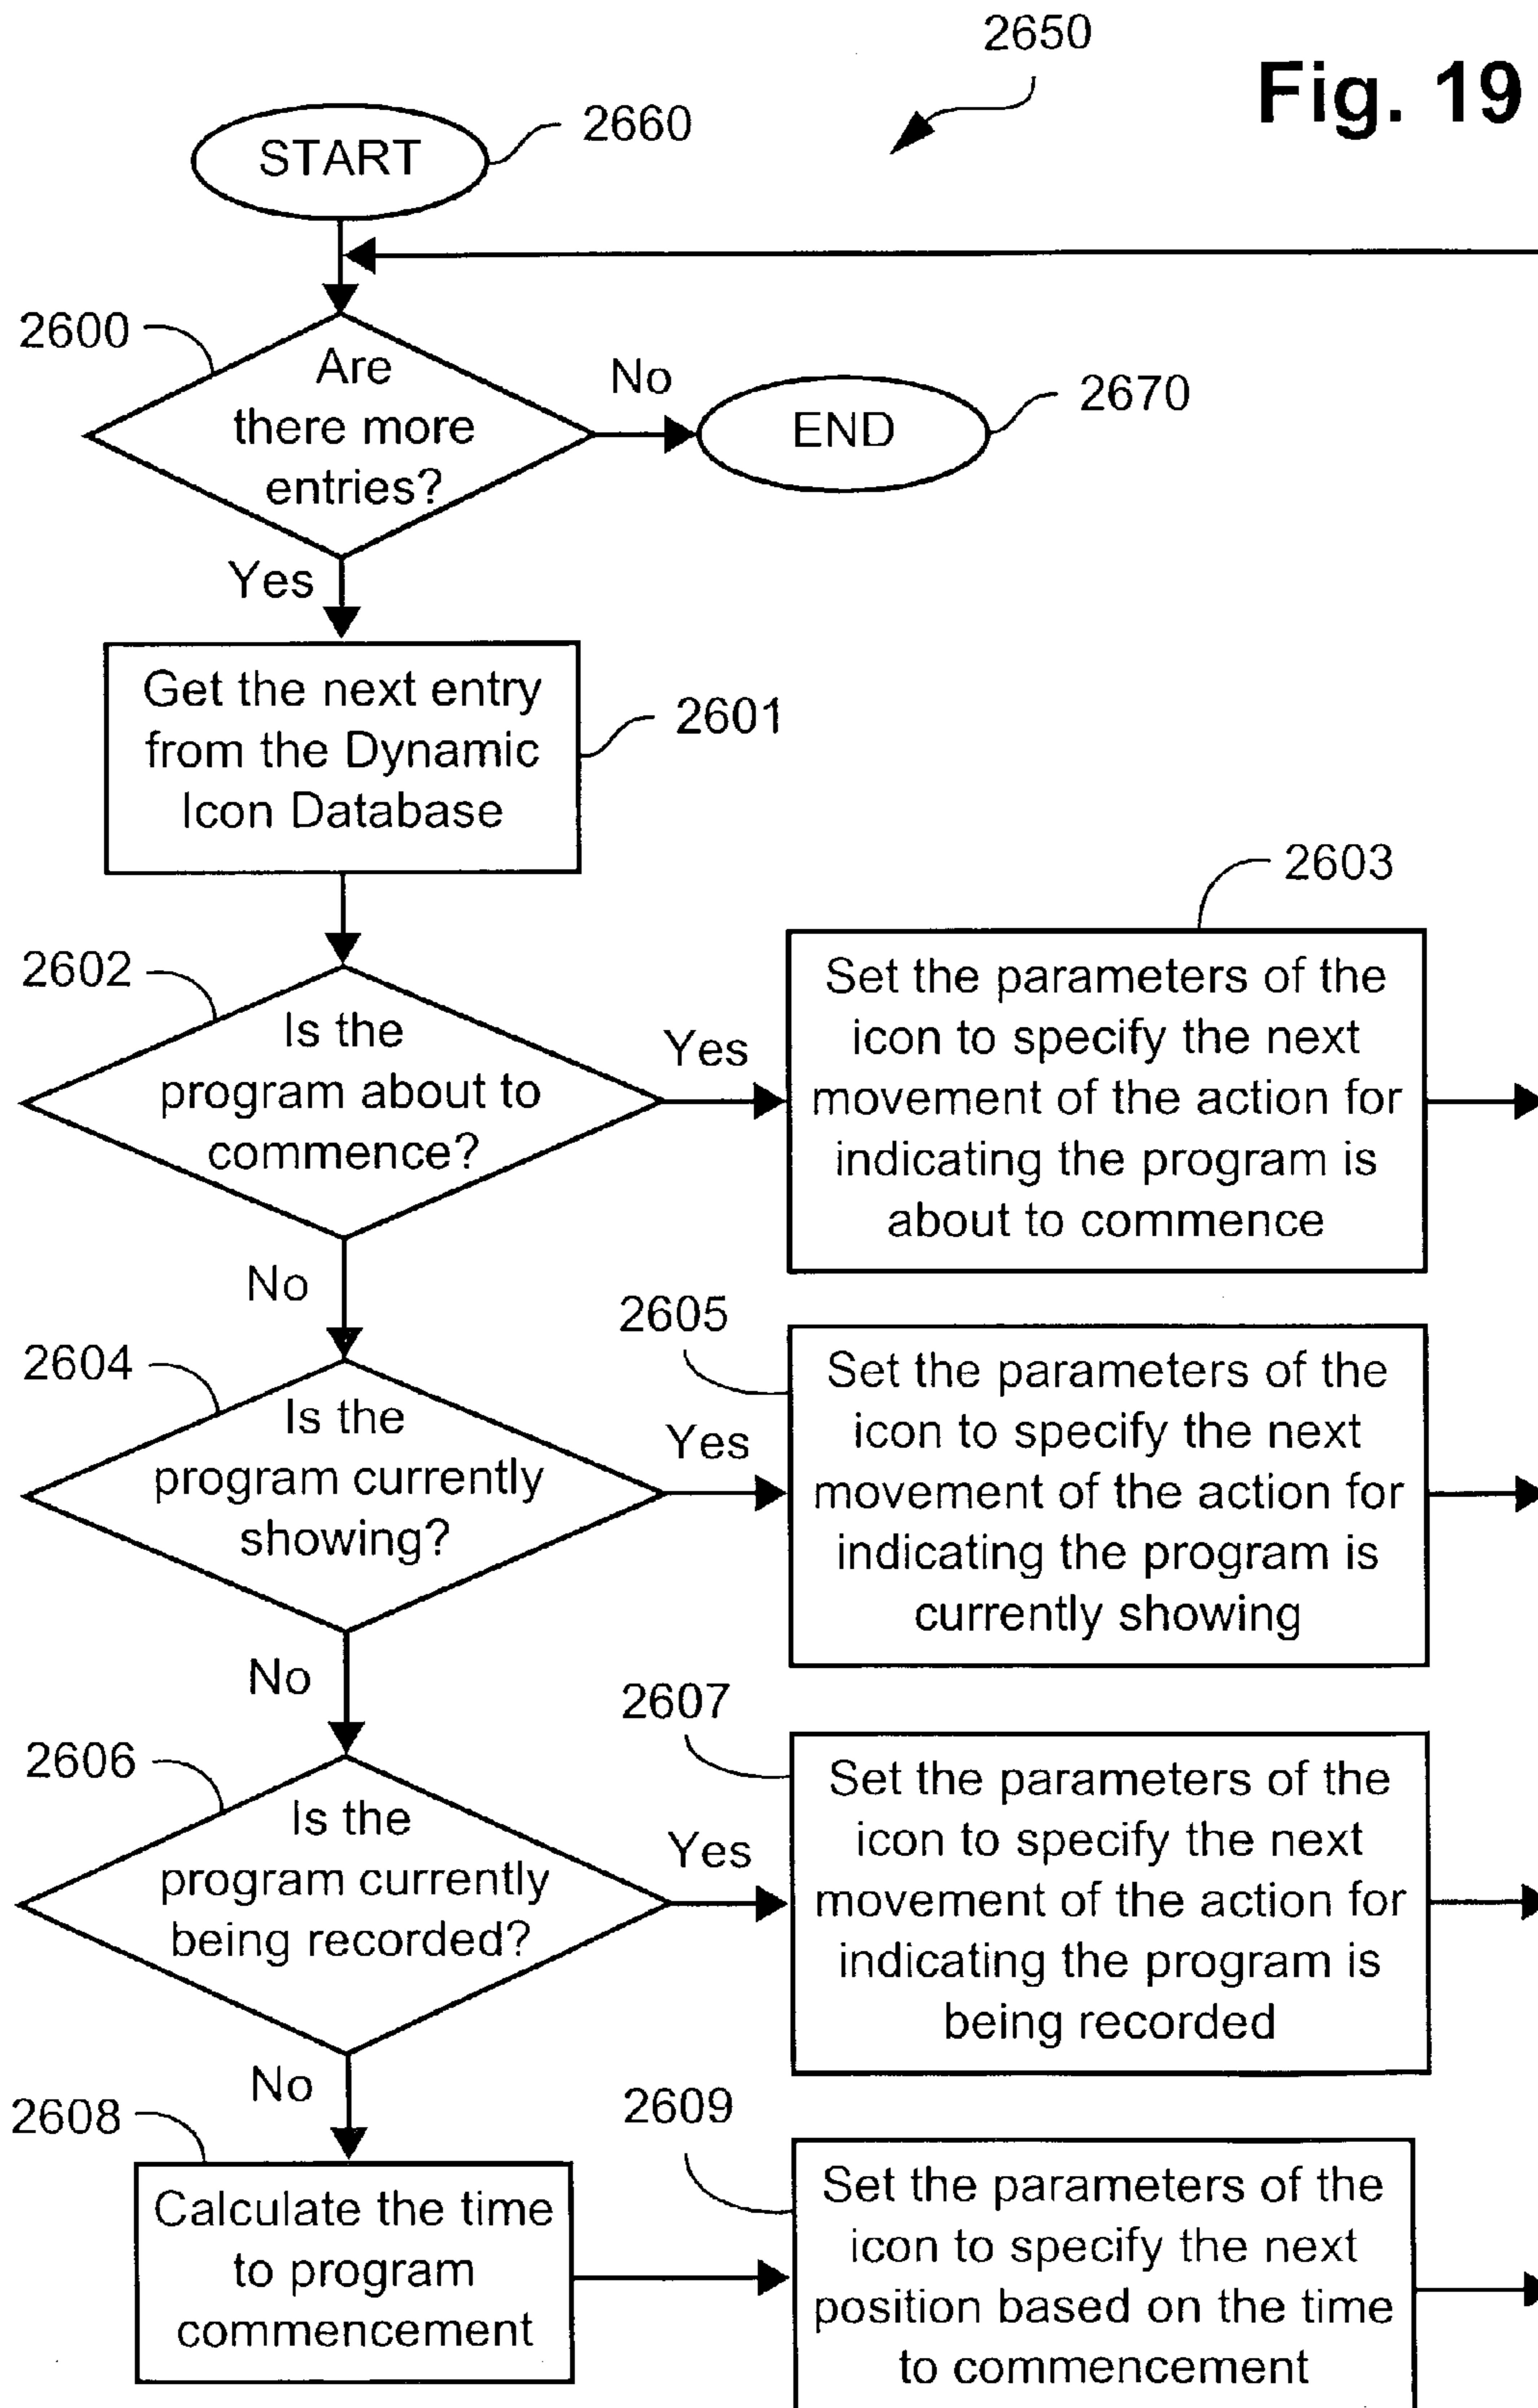 2650
Fig. 19
START
2660
2600
Are
there more
entries?
No
END
2670
Yes
Get the next entry
from the Dynamic
Icon Database
2601
2602
Is the
program about to
commence?
Yes
2603
Set the parameters of the
icon to specify the next
movement of the action for
indicating the program is
about to commence
No
2604
Is the
program currently
showing?
Yes
2605
Set the parameters of the
icon to specify the next
movement of the action for
indicating the program is
currently showing
No
2606
Is the
program currently
being recorded?
Yes
2607
Set the parameters of the
icon to specify the next
movement of the action for
indicating the program is
being recorded
No
2608
Calculate the time
to program
commencement
2609
Set the parameters of the
icon to specify the next
position based on the time
to commencement